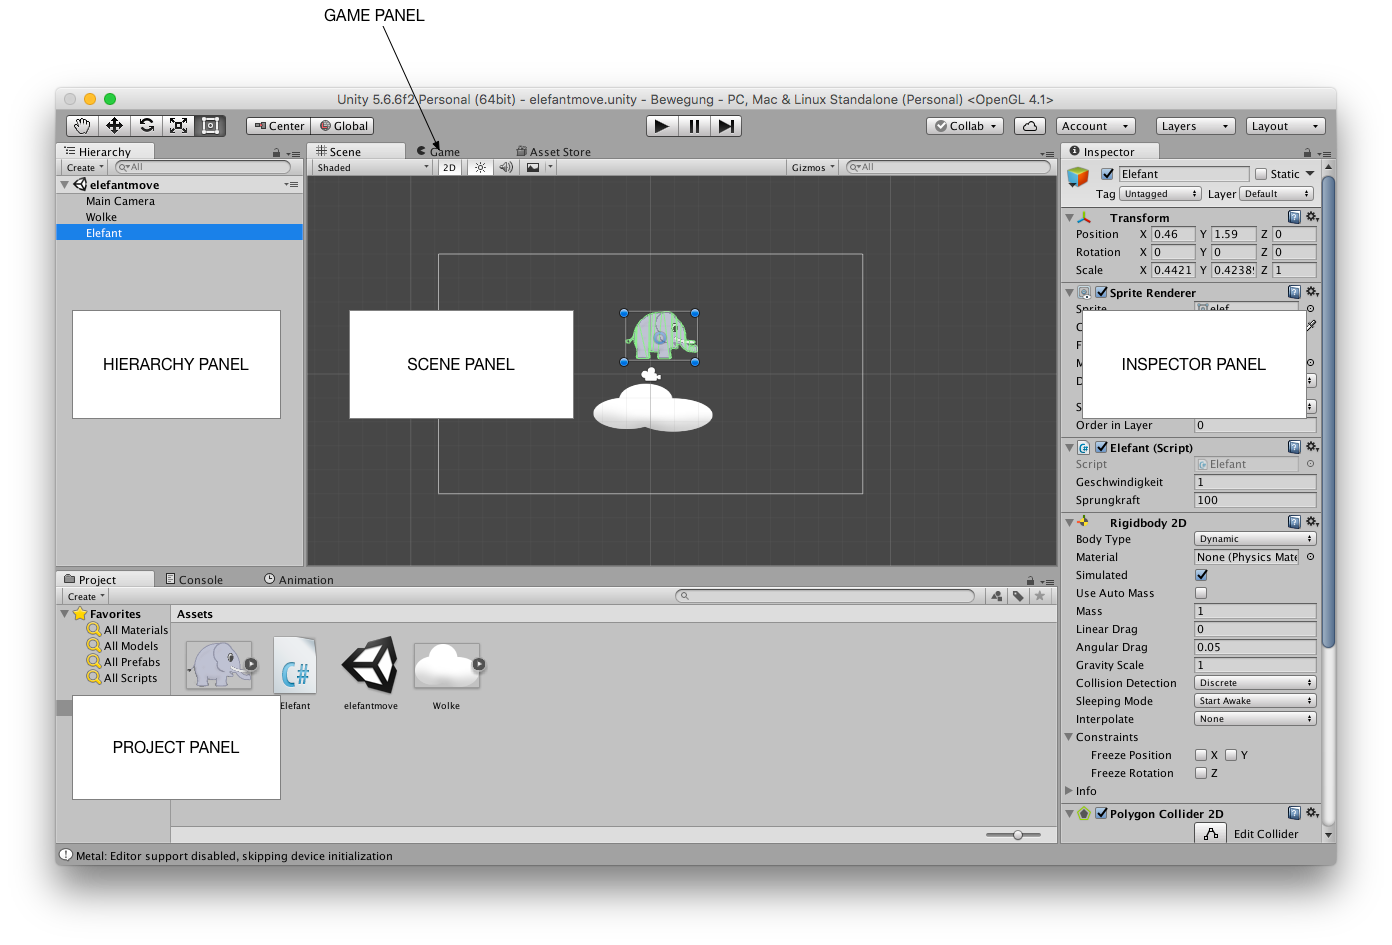 GAME PANEL
Unity 5.6.6f2 Personal (64bit) - elefantmove.unity - Bewegung - PC, Mac & Linux Standalone (Personal) <OpenGL 4.1>
Center Global Collab Account Layers Layout
Hierarchy
Create All
elefantmove
Main Camera
Wolke
Elefant
HIERARCHY PANEL
Scene Game Asset Store
Shaded 2D Gizmos All
SCENE PANEL
Inspector
Elefant Static
Tag Untagged Layer Default
Transform
Position X 0.46 Y 1.59 Z 0
Rotation X 0 Y 0 Z 0
Scale X 0.4421 Y 0.4238 Z 1
Sprite Renderer
Sprite elef
C
F
M
D
S
INSPECTOR PANEL
Order in Layer 0
C# Elefant (Script)
Script Elefant
Geschwindigkeit 1
Sprungkraft 100
Rigidbody 2D
Body Type Dynamic
Material None (Physics Mate
Simulated
Use Auto Mass
Mass 1
Linear Drag 0
Angular Drag 0.05
Gravity Scale 1
Collision Detection Discrete
Sleeping Mode Start Awake
Interpolate None
Constraints
Freeze Position X Y
Freeze Rotation Z
Info
Polygon Collider 2D
Edit Collider
Project Console Animation
Create
Favorites
All Materials
All Models
All Prefabs
All Scripts
Assets
C#
Elefant elefantmove Wolke
PROJECT PANEL
Metal: Editor support disabled, skipping device initialization